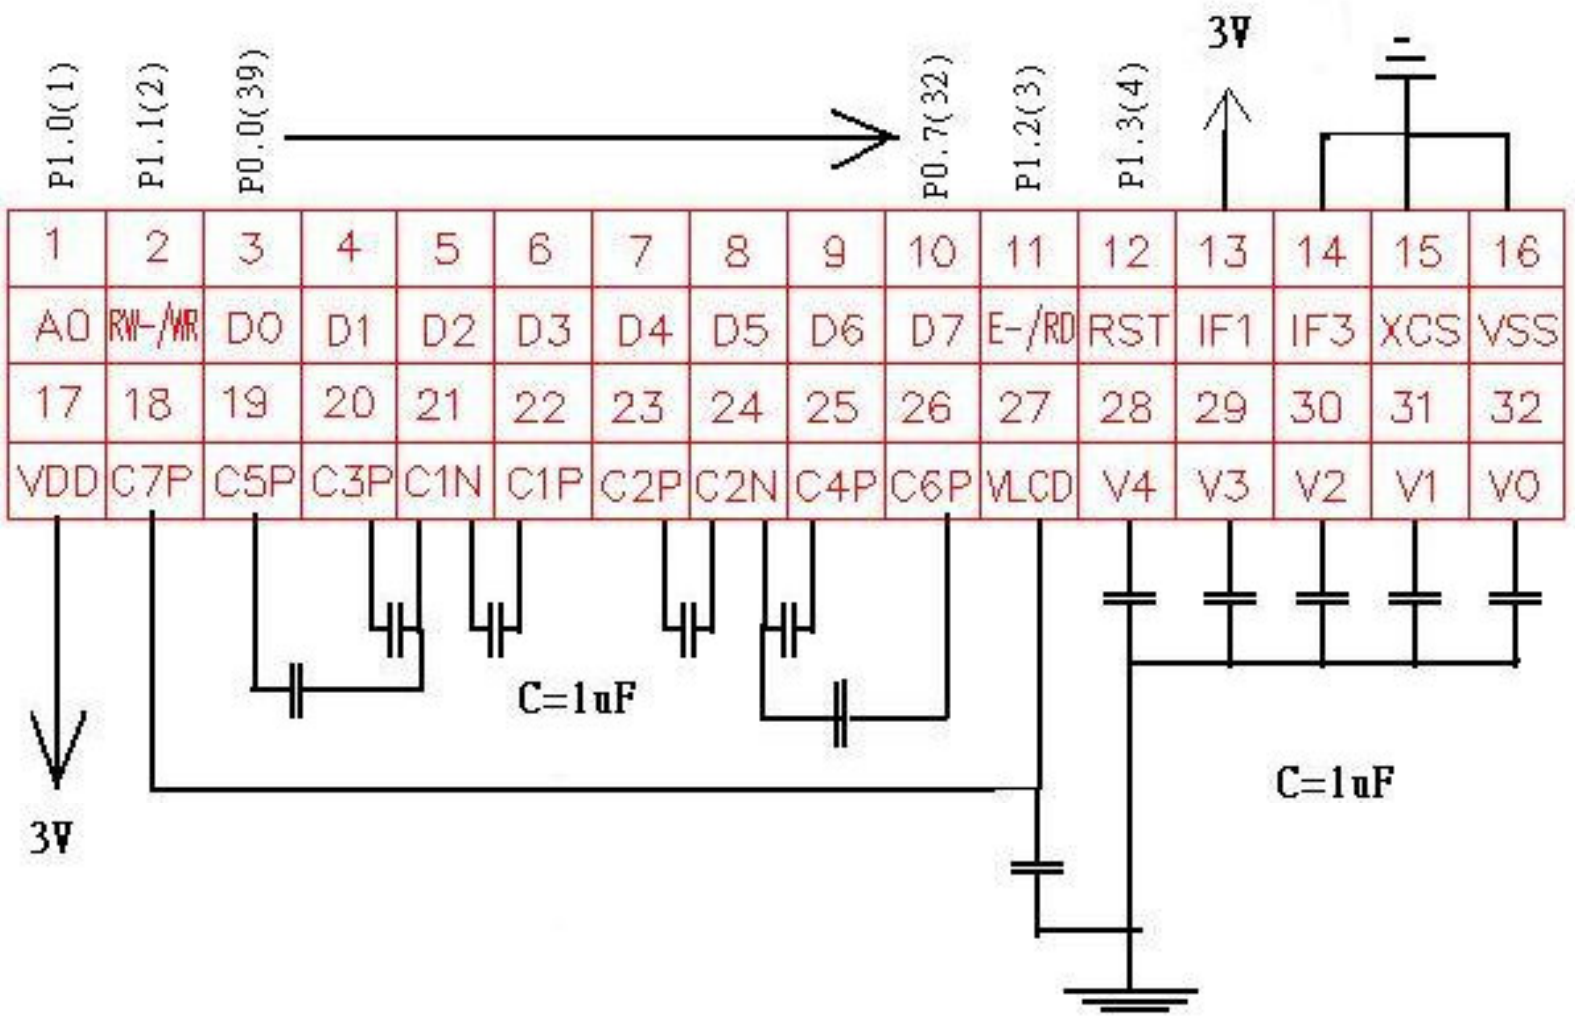 3V
P1.0(1) P1.1(2) P0.0(39) P0.7(32) P1.2(3) P1.3(4)
1 2 3 4 5 6 7 8 9 10 11 12 13 14 15 16
A0 RW-/WR D0 D1 D2 D3 D4 D5 D6 D7 E-/RD RST IF1 IF3 XCS VSS
17 18 19 20 21 22 23 24 25 26 27 28 29 30 31 32
VDD C7P C5P C3P C1N C1P C2P C2N C4P C6P VLCD V4 V3 V2 V1 V0
C=1uF
C=1uF
3V